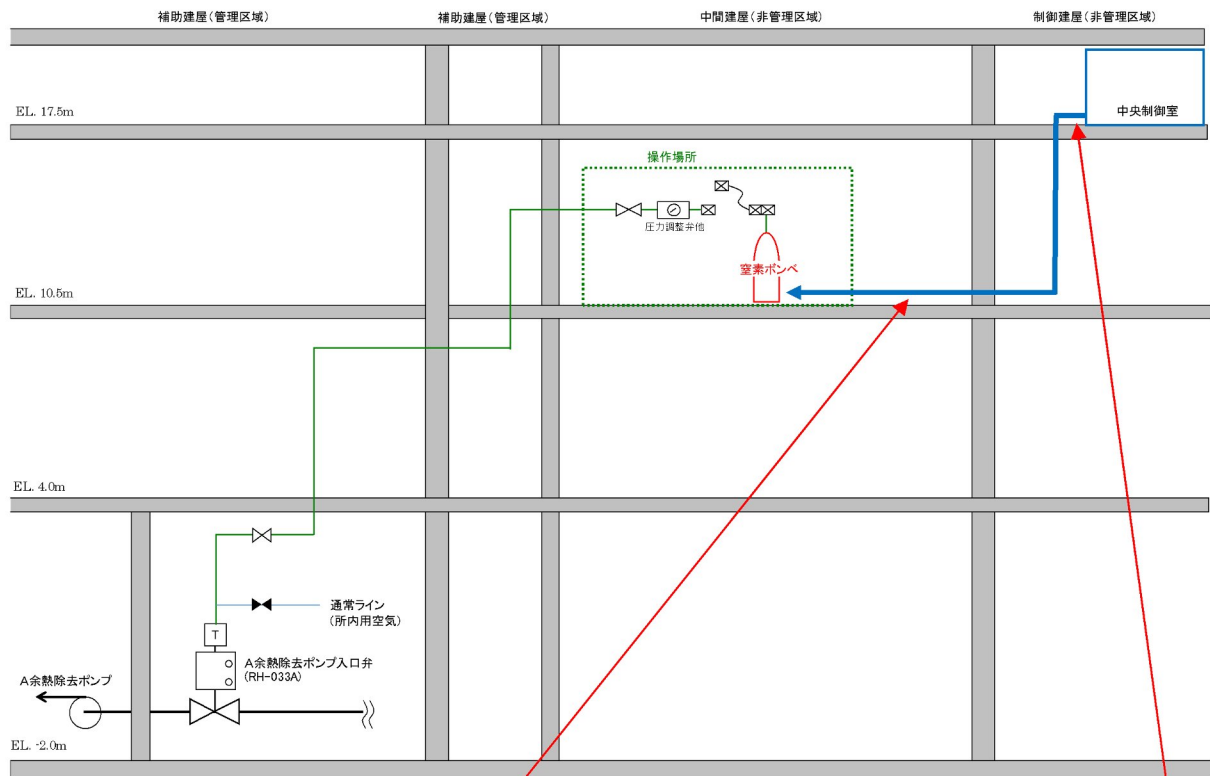 補助建屋(管理区域)
補助建屋(管理区域)
中間建屋(非管理区域)
制御建屋(非管理区域)
EL. 17.5m
中央制御室
操作場所
圧力調整弁他
窒素ボンベ
EL. 10.5m
EL. 4.0m
通常ライン
(所内用空気)
T
A余熱除去ポンプ入口弁
(RH-033A)
A余熱除去ポンプ
EL. -2.0m